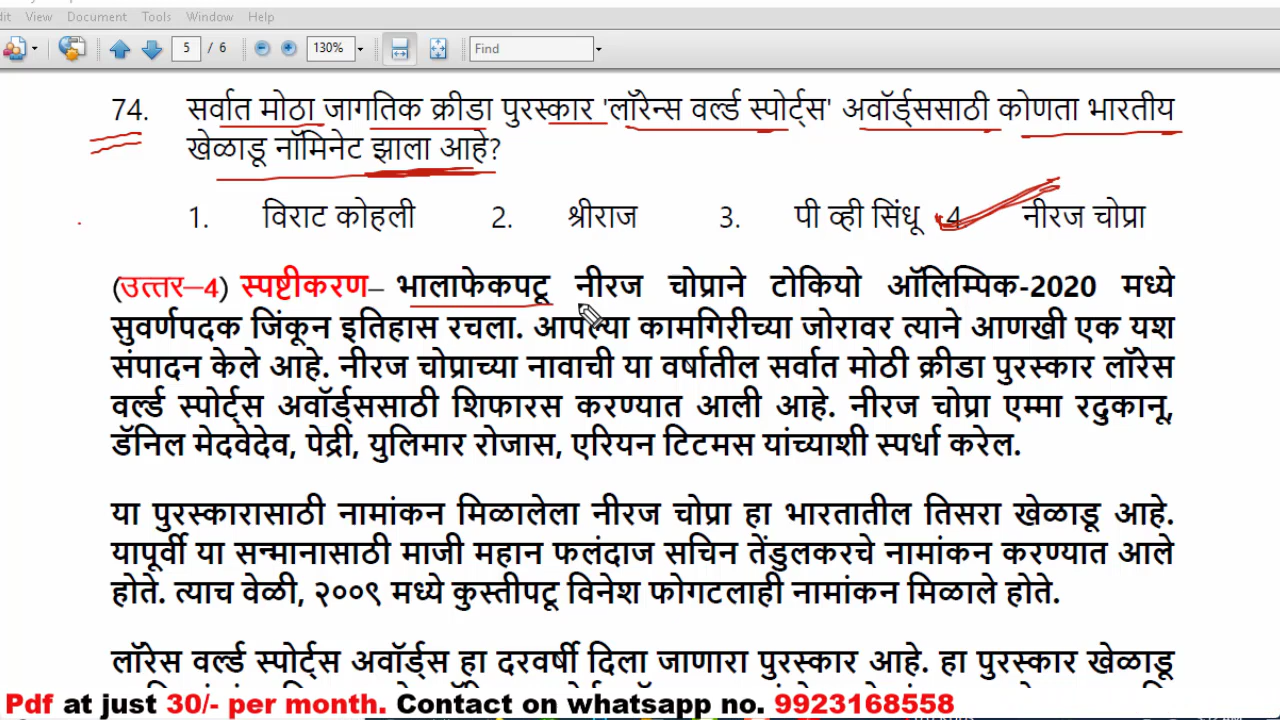 dit View Document Tools Window Help
5 / 6 130% Find
74. सर्वात मोठा जागतिक क्रीडा पुरस्कार 'लॉरेन्स वर्ल्ड स्पोर्ट्स' अवॉर्ड्ससाठी कोणता भारतीय
खेळाडू नॉमिनेट झाला आहे?
1. विराट कोहली 2. श्रीराज 3. पी व्ही सिंधू 4. नीरज चोप्रा
(उत्तर–4) स्पष्टीकरण– भालाफेकपटू नीरज चोप्राने टोकियो ऑलिम्पिक-2020 मध्ये
सुवर्णपदक जिंकून इतिहास रचला. आपल्या कामगिरीच्या जोरावर त्याने आणखी एक यश
संपादन केले आहे. नीरज चोप्राच्या नावाची या वर्षातील सर्वात मोठी क्रीडा पुरस्कार लॉरेस
वर्ल्ड स्पोर्ट्स अवॉर्ड्ससाठी शिफारस करण्यात आली आहे. नीरज चोप्रा एम्मा रदुकानू,
डॅनिल मेदवेदेव, पेद्री, युलिमार रोजास, एरियन टिटमस यांच्याशी स्पर्धा करेल.
या पुरस्कारासाठी नामांकन मिळालेला नीरज चोप्रा हा भारतातील तिसरा खेळाडू आहे.
यापूर्वी या सन्मानासाठी माजी महान फलंदाज सचिन तेंडुलकरचे नामांकन करण्यात आले
होते. त्याच वेळी, २००९ मध्ये कुस्तीपटू विनेश फोगटलाही नामांकन मिळाले होते.
लॉरेस वर्ल्ड स्पोर्ट्स अवॉर्ड्स हा दरवर्षी दिला जाणारा पुरस्कार आहे. हा पुरस्कार खेळाडू
Pdf at just 30/- per month. Contact on whatsapp no. 9923168558